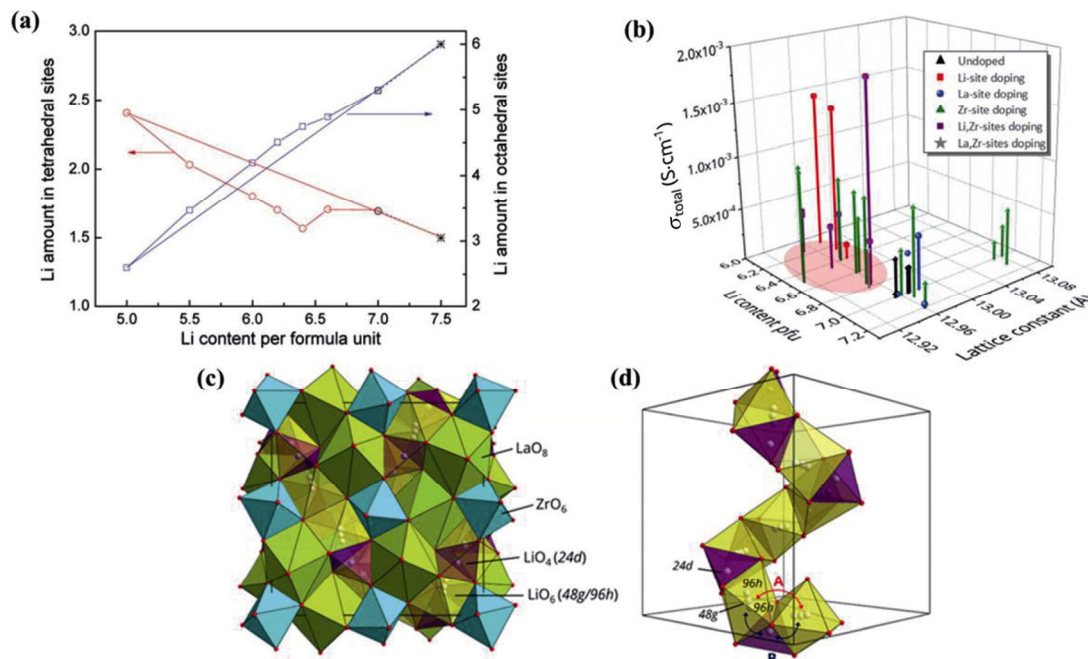 (a)
3.0
2.5
2.0
1.5
1.0
Li amount in tetrahedral sites
6
5
4
3
2
Li amount in octahedral sites
5.0 5.5 6.0 6.5 7.0 7.5
Li content per formula unit
(b)
2.0x10⁻³
1.5x10⁻³
1.0x10⁻³
5.0x10⁻⁴
σtotal (S·cm⁻¹)
Undoped
Li-site doping
La-site doping
Zr-site doping
Li,Zr-sites doping
La,Zr-sites doping
6.0
6.2
6.4
6.6
6.8
7.0
7.2
Li content pfu
12.92
12.96
13.00
13.04
13.08
Lattice constant (Å
(c)
LaO₈
ZrO₆
LiO₄ (24d)
LiO₆ (48g/96h)
(d)
24d
96h
A
48g
96h